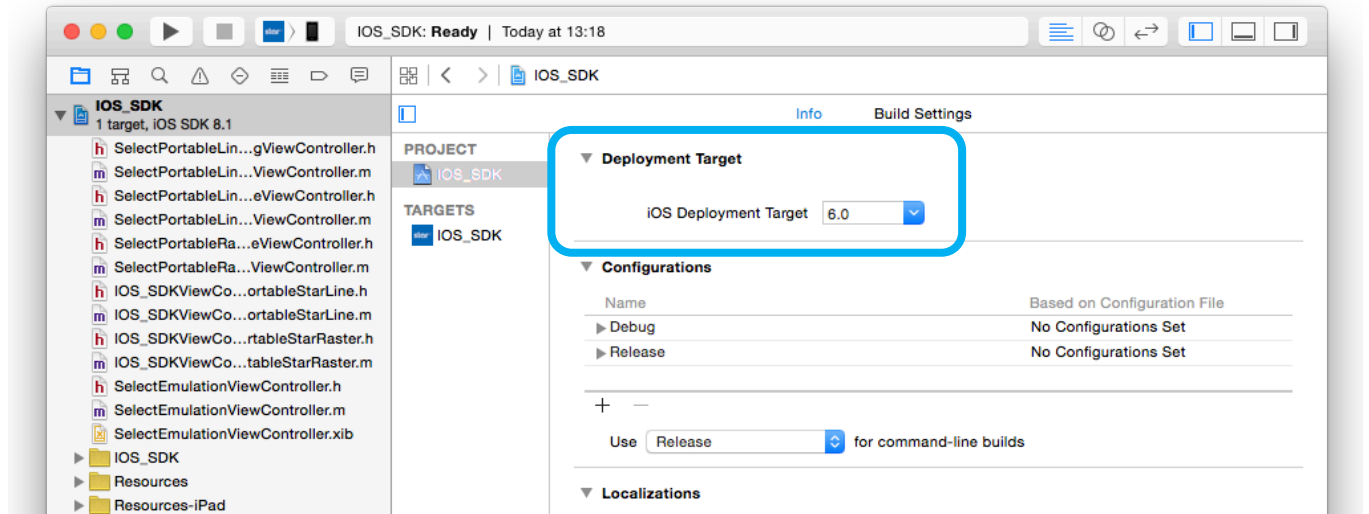 IOS_SDK: Ready | Today at 13:18
IOS_SDK
IOS_SDK
1 target, iOS SDK 8.1
h SelectPortableLin...gViewController.h
m SelectPortableLin...ViewController.m
h SelectPortableLin...eViewController.h
m SelectPortableLin...ViewController.m
h SelectPortableRa...eViewController.h
m SelectPortableRa...ViewController.m
h IOS_SDKViewCo...ortableStarLine.h
m IOS_SDKViewCo...ortableStarLine.m
h IOS_SDKViewCo...rtableStarRaster.h
m IOS_SDKViewCo...tableStarRaster.m
h SelectEmulationViewController.h
m SelectEmulationViewController.m
SelectEmulationViewController.xib
IOS_SDK
Resources
Resources-iPad
Info Build Settings
PROJECT
IOS_SDK
TARGETS
star IOS_SDK
Deployment Target
iOS Deployment Target 6.0
Configurations
Name Based on Configuration File
Debug No Configurations Set
Release No Configurations Set
Use Release for command-line builds
Localizations